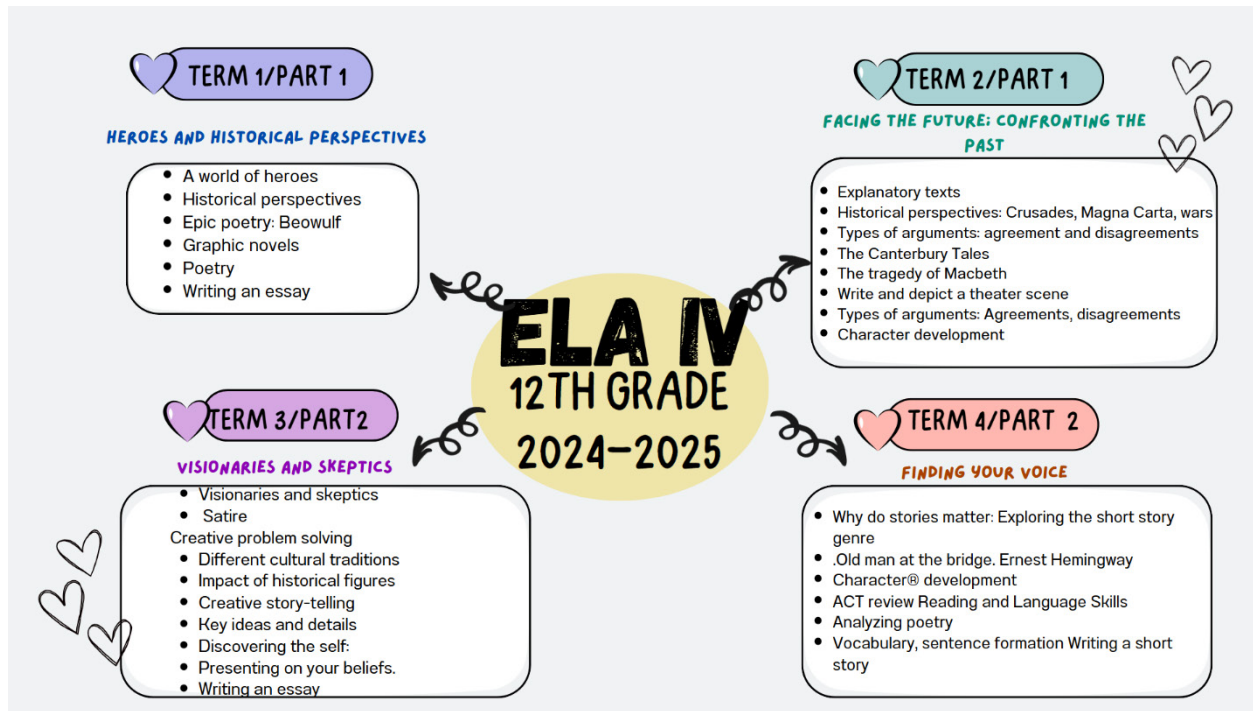 TERM 1/PART 1
HEROES AND HISTORICAL PERSPECTIVES
• A world of heroes
• Historical perspectives
• Epic poetry: Beowulf
• Graphic novels
• Poetry
• Writing an essay
TERM 2/PART 1
FACING THE FUTURE; CONFRONTING THE
PAST
• Explanatory texts
• Historical perspectives: Crusades, Magna Carta, wars
• Types of arguments: agreement and disagreements
• The Canterbury Tales
• The tragedy of Macbeth
• Write and depict a theater scene
• Types of arguments: Agreements, disagreements
• Character development
ELA IV
12TH GRADE
2024-2025
TERM 3/PART2
VISIONARIES AND SKEPTICS
• Visionaries and skeptics
• Satire
Creative problem solving
• Different cultural traditions
• Impact of historical figures
• Creative story-telling
• Key ideas and details
• Discovering the self:
• Presenting on your beliefs.
• Writing an essay
TERM 4/PART 2
FINDING YOUR VOICE
• Why do stories matter: Exploring the short story
genre
• .Old man at the bridge. Ernest Hemingway
• Character® development
• ACT review Reading and Language Skills
• Analyzing poetry
• Vocabulary, sentence formation Writing a short
story